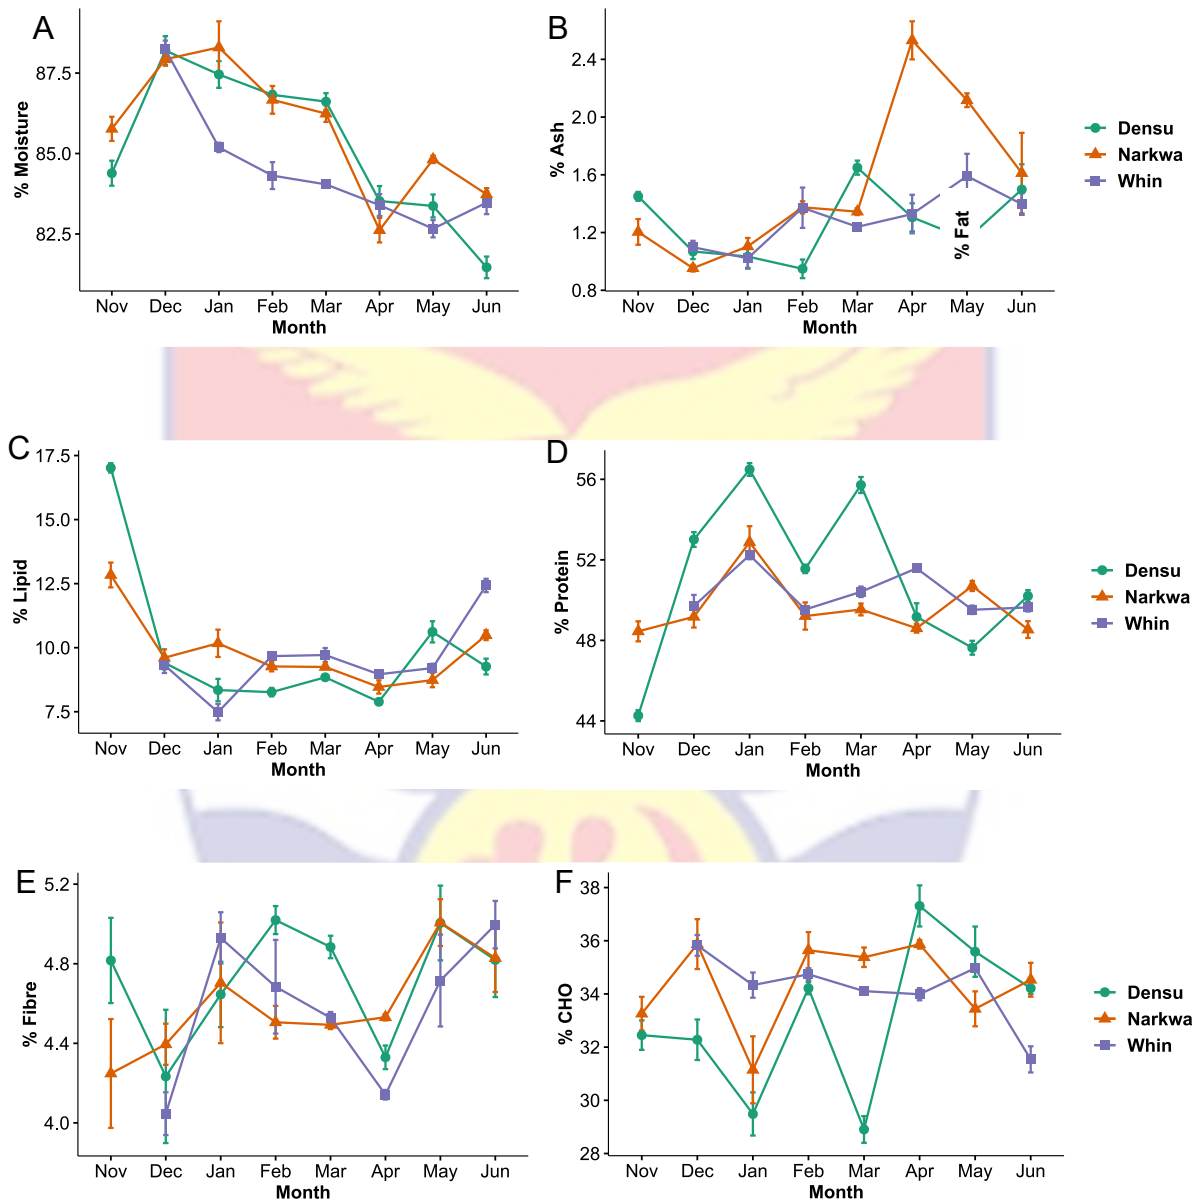 A
% Moisture
87.5
85.0
82.5
Nov Dec Jan Feb Mar Apr May Jun
Month
B
% Ash
2.4
2.0
1.6
1.2
0.8
% Fat
Nov Dec Jan Feb Mar Apr May Jun
Month
Densu
Narkwa
Whin
C
% Lipid
17.5
15.0
12.5
10.0
7.5
Nov Dec Jan Feb Mar Apr May Jun
Month
D
% Protein
56
52
48
44
Nov Dec Jan Feb Mar Apr May Jun
Month
Densu
Narkwa
Whin
E
% Fibre
5.2
4.8
4.4
4.0
Nov Dec Jan Feb Mar Apr May Jun
Month
F
% CHO
38
36
34
32
30
28
Nov Dec Jan Feb Mar Apr May Jun
Month
Densu
Narkwa
Whin